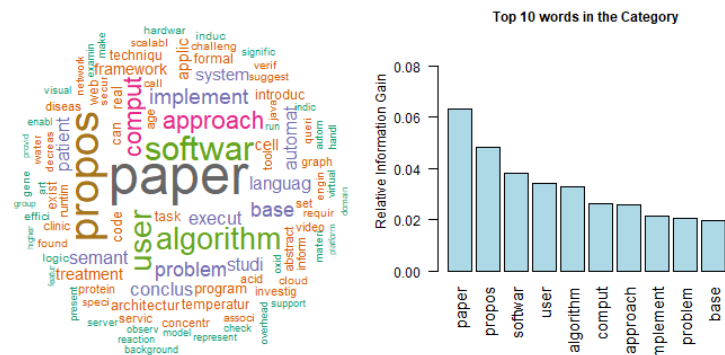 Top 10 words in the Category
hardwar
make
scalabl
induc
examin
network
techniqu
challeng
signific
applic
formal
verif
secur
framework
call
system
suggest
visual
web
real
implement
introduc
enabl
diseas
comput
approach
java
indic
age
can
run
autom
handl
queri
provid
water
decreas
patient
propos
softwar
cell
automat
tool
graph
virtual
gene
art
paper
languag
engin
group
exist
runtim
user
algorithm
base
set
requir
domain
effici
code
task
execut
video
platform
higher
clinic
found
abstract
inform
materi
logic
semant
problem
studi
featur
treatment
conclus
acid
cloud
oxid
present
protein
program
investig
speci
architectur
temperatur
support
server
servic
concentr
associ
check
overhead
observ
model
represent
reaction
background
Relative Information Gain
0.08
0.06
0.04
0.02
0.00
paper
propos
softwar
user
algorithm
comput
approach
mplement
problem
base